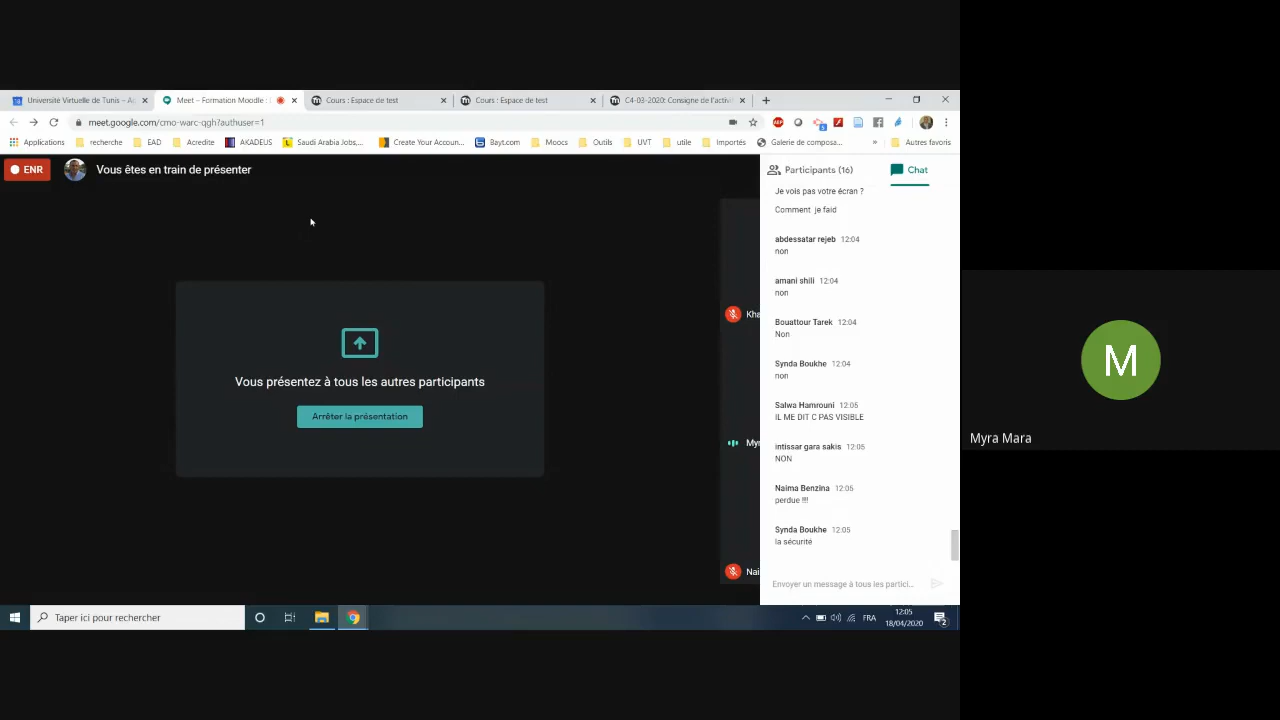 Université Virtuelle de Tunis – Ac
Meet – Formation Moodle :
Cours : Espace de test
Cours : Espace de test
C4-03-2020: Consigne de l'activi
meet.google.com/cmo-warc-qgh?authuser=1
ABP
Applications
recherche
EAD
Acredite
AKADEUS
Saudi Arabia Jobs,...
Create Your Accoun...
Bayt.com
Moocs
Outils
UVT
utile
Importés
Galerie de composa...
»
Autres favoris
ENR
Vous êtes en train de présenter
Participants (16)
Chat
Je vois pas votre écran ?
Comment je faid
abdessatar rejeb 12:04
non
amani shili 12:04
non
Bouattour Tarek 12:04
Non
Synda Boukhe 12:04
non
Salwa Hamrouni 12:05
IL ME DIT C PAS VISIBLE
intissar gara sakis 12:05
NON
Naima Benzina 12:05
perdue !!!
Synda Boukhe 12:05
la sécurité
Envoyer un message à tous les partici...
Vous présentez à tous les autres participants
Arrêter la présentation
Kha
Myr
Nai
M
Myra Mara
Taper ici pour rechercher
FRA
12:05
18/04/2020
2